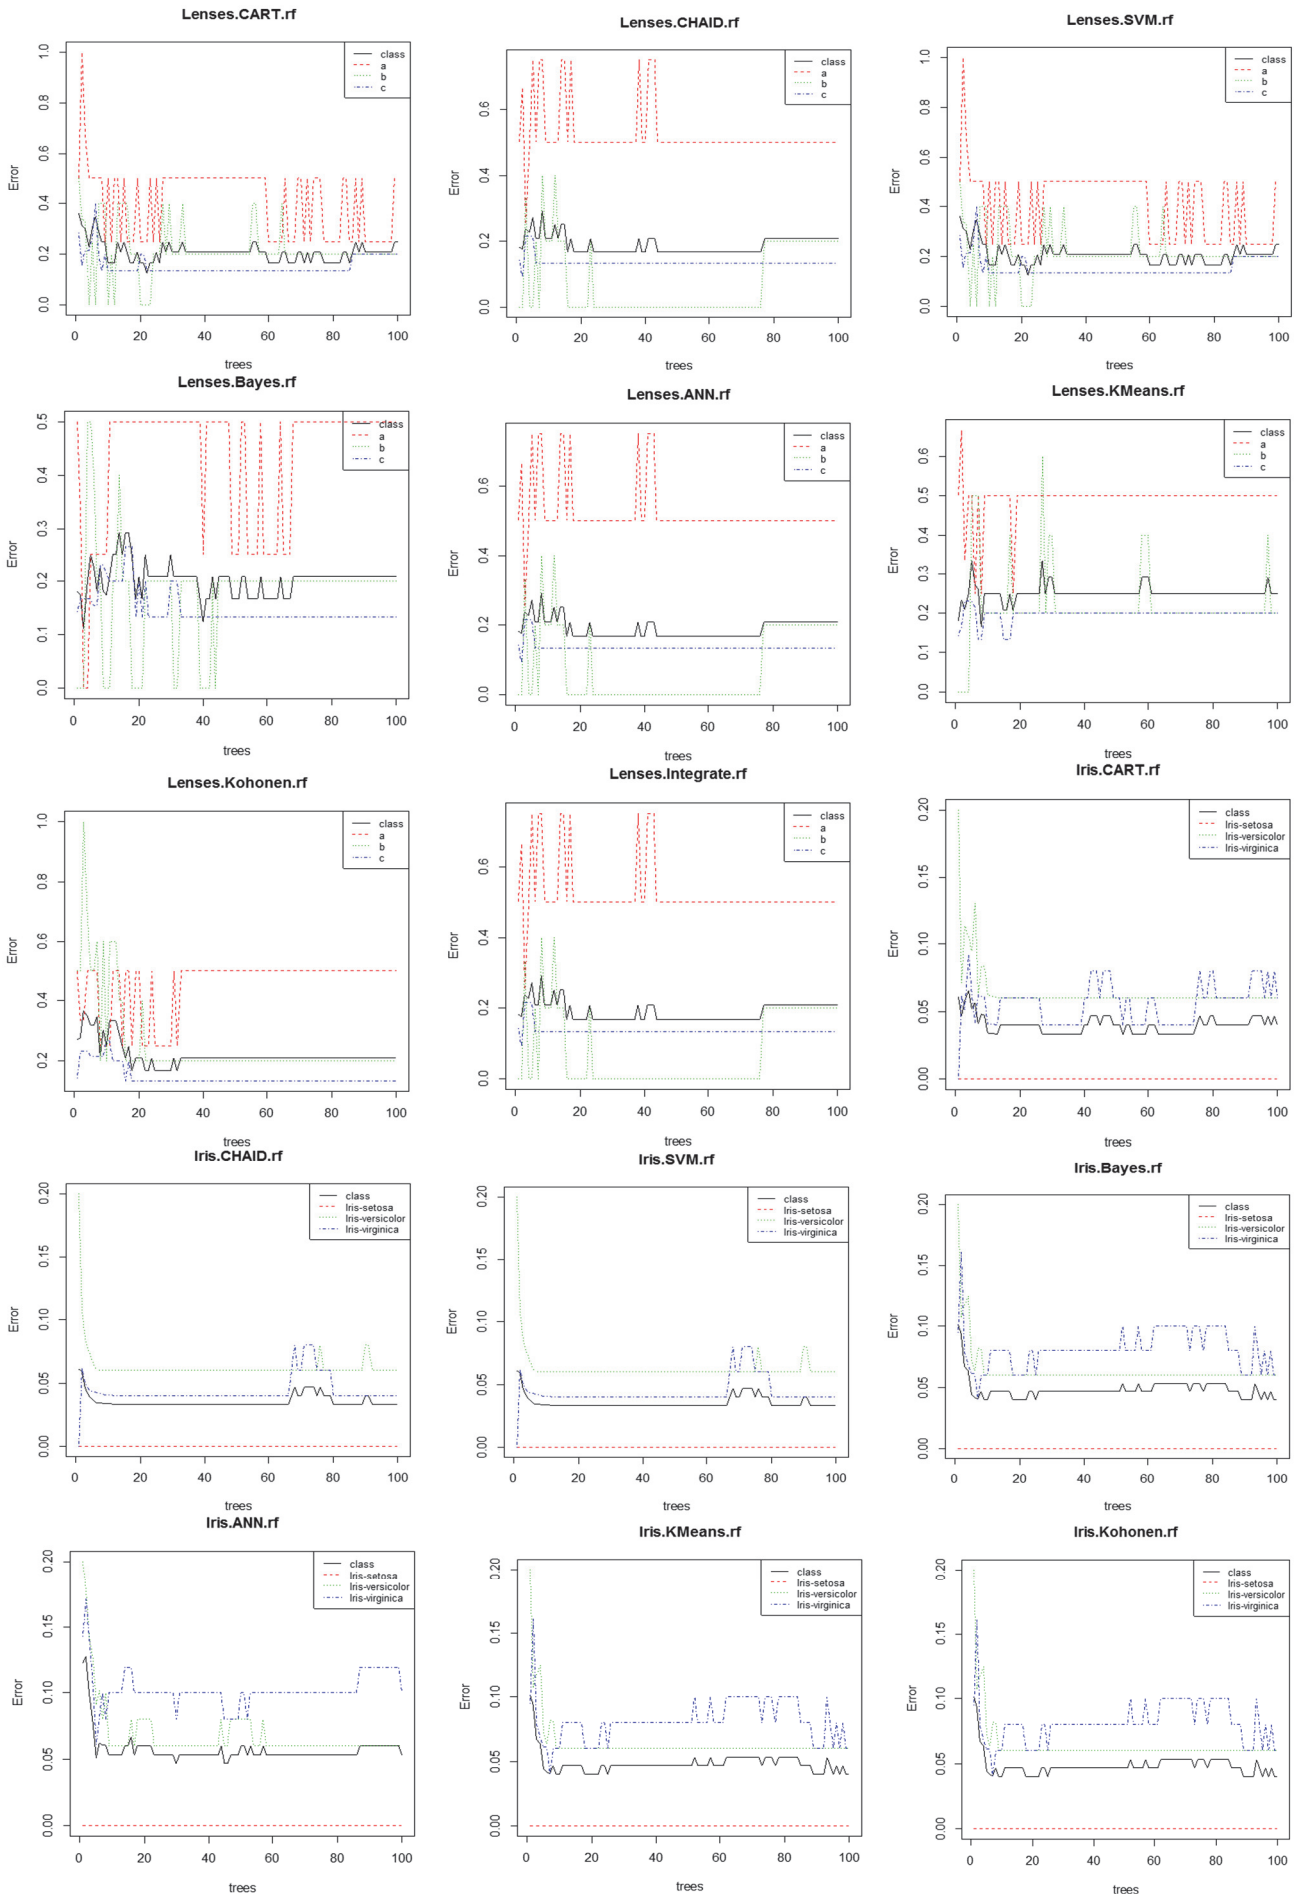 Lenses.CART.rf
Error
1.0
0.8
0.6
0.4
0.2
0.0
class
a
b
c
0 20 40 60 80 100
trees
Lenses.CHAID.rf
Error
0.6
0.4
0.2
0.0
class
a
b
c
0 20 40 60 80 100
trees
Lenses.SVM.rf
Error
1.0
0.8
0.6
0.4
0.2
0.0
class
a
b
c
0 20 40 60 80 100
trees
Lenses.Bayes.rf
Error
0.5
0.4
0.3
0.2
0.1
0.0
class
a
b
c
0 20 40 60 80 100
trees
Lenses.ANN.rf
Error
0.6
0.4
0.2
0.0
class
a
b
c
0 20 40 60 80 100
trees
Lenses.KMeans.rf
Error
0.6
0.5
0.4
0.3
0.2
0.1
0.0
class
a
b
c
0 20 40 60 80 100
trees
Lenses.Kohonen.rf
Error
1.0
0.8
0.6
0.4
0.2
class
a
b
c
0 20 40 60 80 100
trees
Lenses.Integrate.rf
Error
0.6
0.4
0.2
0.0
class
a
b
c
0 20 40 60 80 100
trees
Iris.CART.rf
Error
0.20
0.15
0.10
0.05
0.00
class
Iris-setosa
Iris-versicolor
Iris-virginica
0 20 40 60 80 100
trees
Iris.CHAID.rf
Error
0.20
0.15
0.10
0.05
0.00
class
Iris-setosa
Iris-versicolor
Iris-virginica
0 20 40 60 80 100
trees
Iris.SVM.rf
Error
0.20
0.15
0.10
0.05
0.00
class
Iris-setosa
Iris-versicolor
Iris-virginica
0 20 40 60 80 100
trees
Iris.Bayes.rf
Error
0.20
0.15
0.10
0.05
0.00
class
Iris-setosa
Iris-versicolor
Iris-virginica
0 20 40 60 80 100
trees
Iris.ANN.rf
Error
0.20
0.15
0.10
0.05
0.00
class
Iris-setosa
Iris-versicolor
Iris-virginica
0 20 40 60 80 100
trees
Iris.KMeans.rf
Error
0.20
0.15
0.10
0.05
0.00
class
Iris-setosa
Iris-versicolor
Iris-virginica
0 20 40 60 80 100
trees
Iris.Kohonen.rf
Error
0.20
0.15
0.10
0.05
0.00
class
Iris-setosa
Iris-versicolor
Iris-virginica
0 20 40 60 80 100
trees